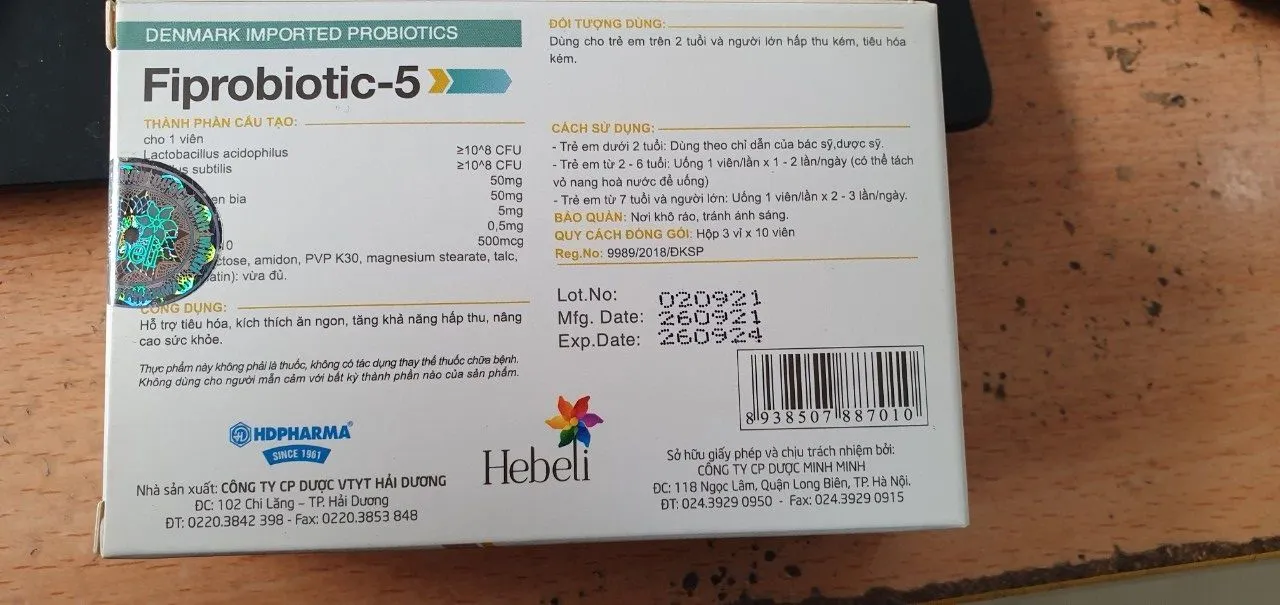 DENMARK IMPORTED PROBIOTICS
Fiprobiotic-5
THÀNH PHẦN CẤU TẠO:
cho 1 viên
Lactobacillus acidophilus ≥10^8 CFU
subtilis ≥10^8 CFU
50mg
bia 50mg
5mg
0,5mg
500mcg
amidon, PVP K30, magnesium stearate, talc,
vừa đủ.
CÔNG DỤNG:
Hỗ trợ tiêu hóa, kích thích ăn ngon, tăng khả năng hấp thu, nâng
cao sức khỏe.
Thực phẩm này không phải là thuốc, không có tác dụng thay thế thuốc chữa bệnh.
Không dùng cho người mẫn cảm với bất kỳ thành phần nào của sản phẩm.
HDPHARMA®
SINCE 1961
Nhà sản xuất: CÔNG TY CP DƯỢC VTYT HẢI DƯƠNG
ĐC: 102 Chi Lăng – TP. Hải Dương
ĐT: 0220.3842 398 - Fax: 0220.3853 848
Hebeli
ĐỐI TƯỢNG DÙNG:
Dùng cho trẻ em trên 2 tuổi và người lớn hấp thu kém, tiêu hóa
kém.
CÁCH SỬ DỤNG:
- Trẻ em dưới 2 tuổi: Dùng theo chỉ dẫn của bác sỹ,dược sỹ.
- Trẻ em từ 2 - 6 tuổi: Uống 1 viên/lần x 1 - 2 lần/ngày (có thể tách
vỏ nang hoà nước để uống)
- Trẻ em từ 7 tuổi và người lớn: Uống 1 viên/lần x 2 - 3 lần/ngày.
BẢO QUẢN: Nơi khô ráo, tránh ánh sáng.
QUY CÁCH ĐÓNG GÓI: Hộp 3 vỉ x 10 viên
Reg.No: 9989/2018/ĐKSP
Lot.No: 020921
Mfg. Date: 260921
Exp.Date: 260924
8 938507 887010
Sở hữu giấy phép và chịu trách nhiệm bởi:
CÔNG TY CP DƯỢC MINH MINH
ĐC: 118 Ngọc Lâm, Quận Long Biên, TP. Hà Nội.
ĐT: 024.3929 0950 - Fax: 024.3929 0915